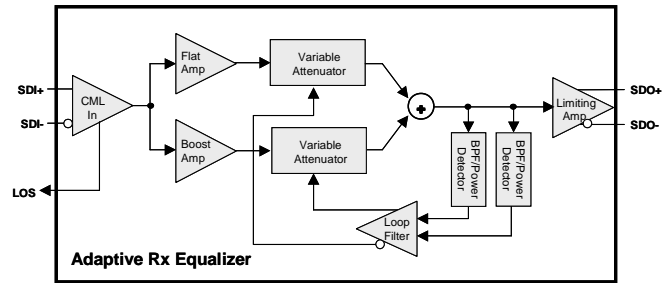 Flat
Amp
Variable
Attenuator
SDI+
CML
In
SDI-
+
Limiting
Amp
SDO+
SDO-
Boost
Amp
Variable
Attenuator
BPF/Power
Detector
BPF/Power
Detector
LOS
Loop
Filter
Adaptive Rx Equalizer